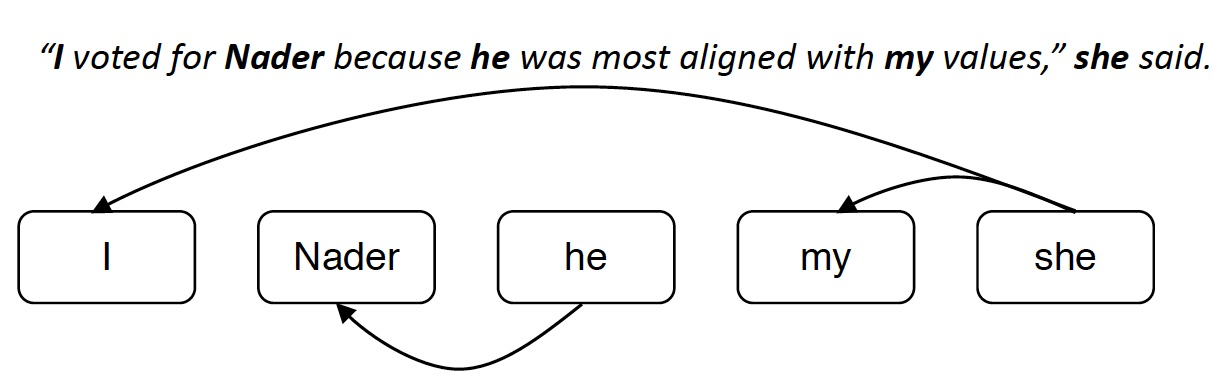 “I voted for Nader because he was most aligned with my values,” she said.
I Nader he my she